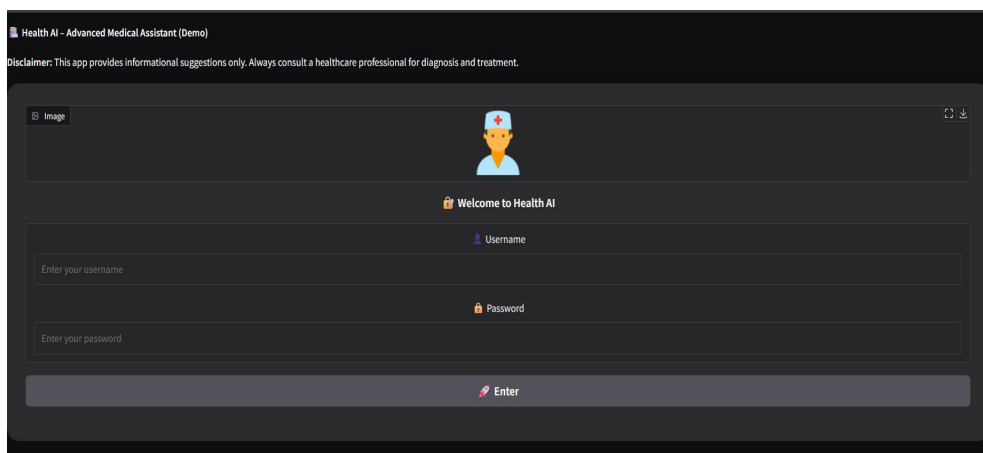 Health AI – Advanced Medical Assistant (Demo)
Disclaimer: This app provides informational suggestions only. Always consult a healthcare professional for diagnosis and treatment.
Image
Welcome to Health AI
Username
Enter your username
Password
Enter your password
Enter